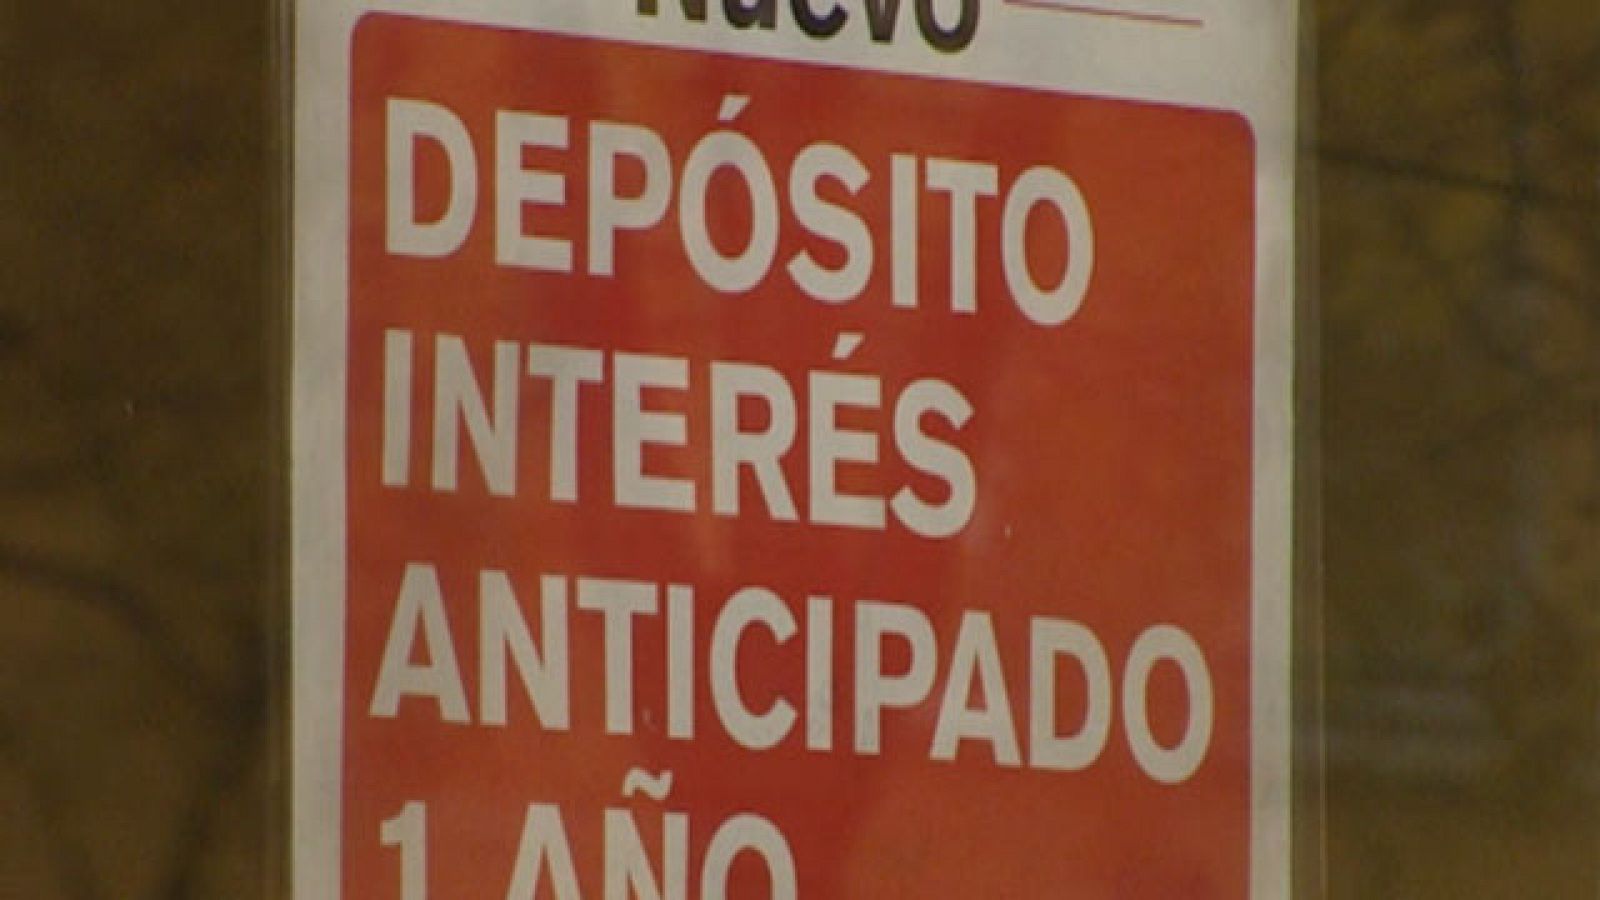 Nuevo
DEPÓSITO
INTERÉS
ANTICIPADO
1 AÑO